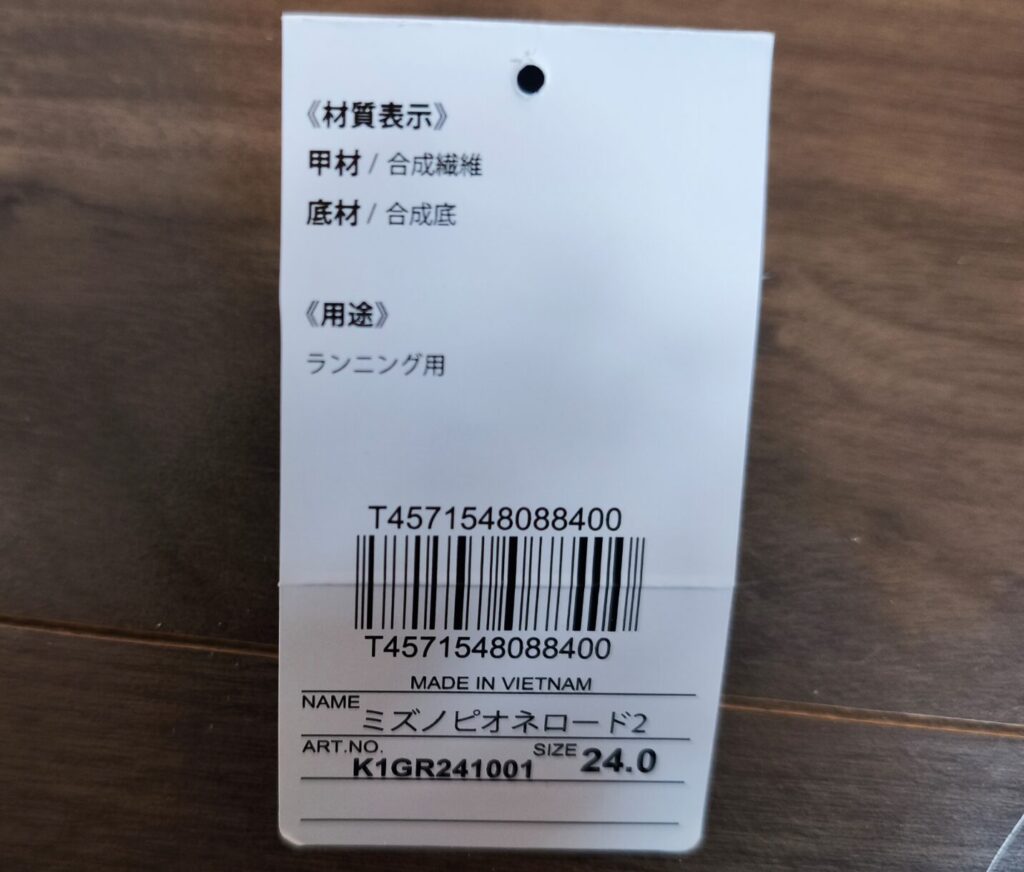 《材質表示》
甲材 / 合成繊維
底材 / 合成底
《用途》
ランニング用
T4571548088400
T4571548088400
MADE IN VIETNAM
NAME ミズノピオネロード2
ART.NO. K1GR241001 SIZE 24.0